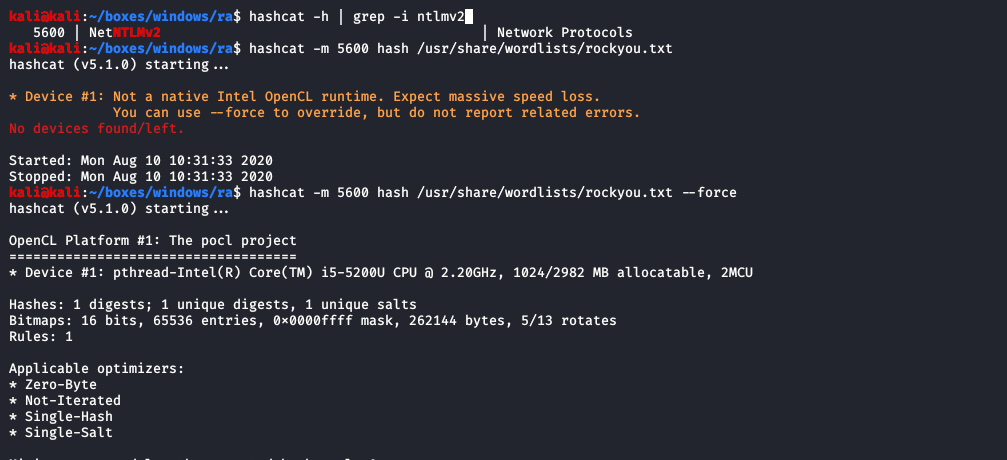 kali@kali:~/boxes/windows/ra$ hashcat -h | grep -i ntlmv2
5600 | NetNTLMv2 | Network Protocols
kali@kali:~/boxes/windows/ra$ hashcat -m 5600 hash /usr/share/wordlists/rockyou.txt
hashcat (v5.1.0) starting...
* Device #1: Not a native Intel OpenCL runtime. Expect massive speed loss.
You can use --force to override, but do not report related errors.
No devices found/left.
Started: Mon Aug 10 10:31:33 2020
Stopped: Mon Aug 10 10:31:33 2020
kali@kali:~/boxes/windows/ra$ hashcat -m 5600 hash /usr/share/wordlists/rockyou.txt --force
hashcat (v5.1.0) starting...
OpenCL Platform #1: The pocl project
====================================
* Device #1: pthread-Intel(R) Core(TM) i5-5200U CPU @ 2.20GHz, 1024/2982 MB allocatable, 2MCU
Hashes: 1 digests; 1 unique digests, 1 unique salts
Bitmaps: 16 bits, 65536 entries, 0x0000ffff mask, 262144 bytes, 5/13 rotates
Rules: 1
Applicable optimizers:
* Zero-Byte
* Not-Iterated
* Single-Hash
* Single-Salt